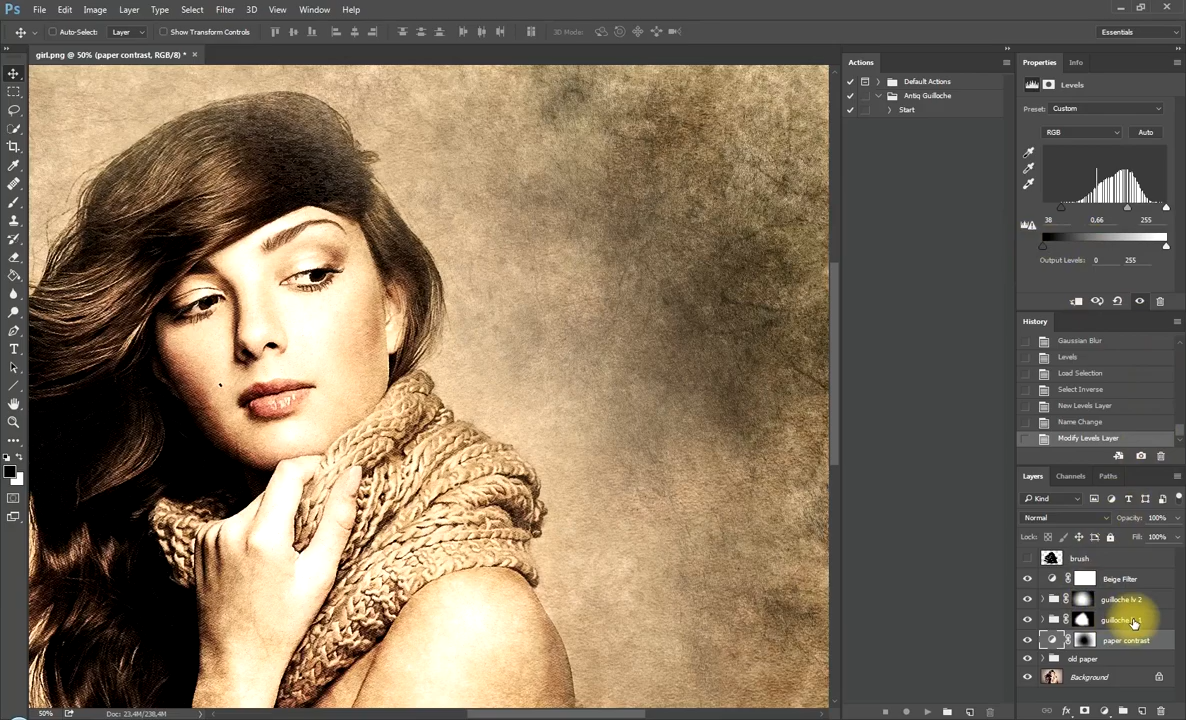 Ps File Edit Image Layer Type Select Filter 3D View Window Help
Auto-Select: Layer Show Transform Controls 3D Mode: Essentials
girl.png @ 50% (paper contrast, RGB/8) * ×
Actions
Default Actions
Antiq Guilloche
Start
Properties Info
Levels
Preset: Custom
RGB Auto
38 0,66 255
Output Levels: 0 255
History
Gaussian Blur
Levels
Load Selection
Select Inverse
New Levels Layer
Name Change
Modify Levels Layer
Layers Channels Paths
Kind
Normal Opacity: 100%
Lock: Fill: 100%
brush
Beige Filter
guilloche lv 2
guilloche
paper contrast
old paper
Background
50% Doc: 23,4M/238,4M